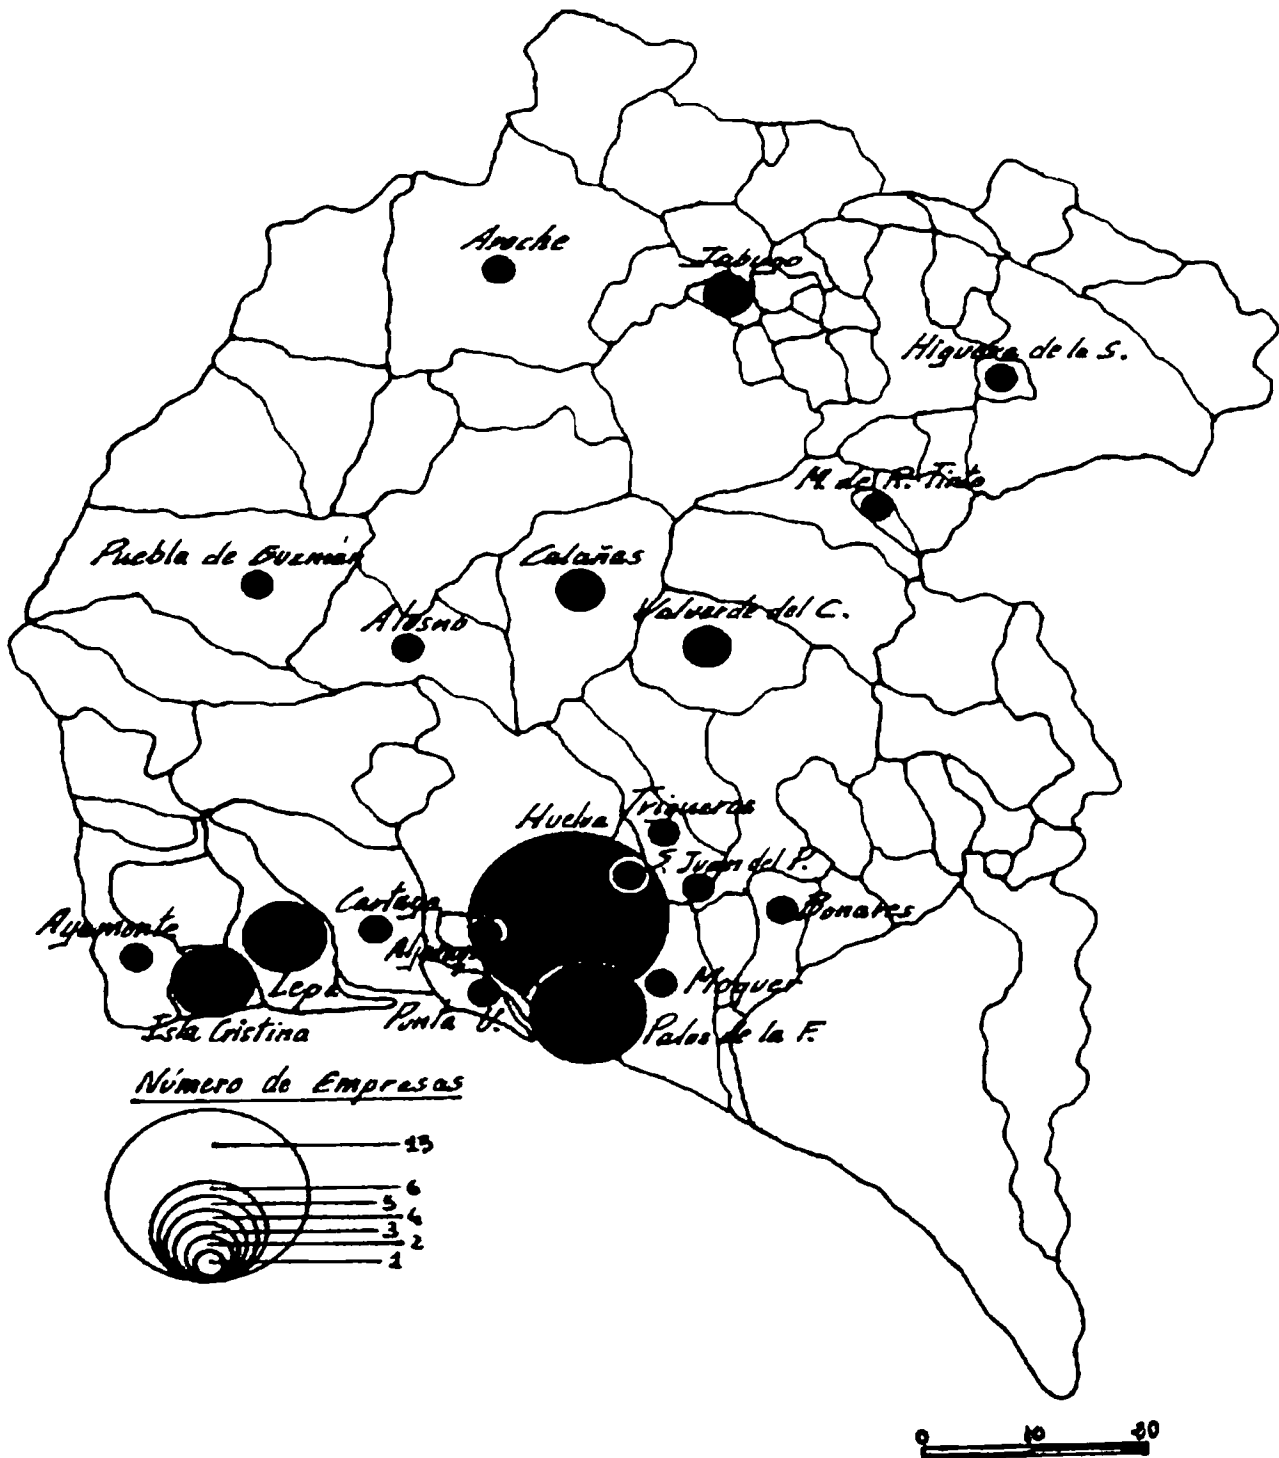 Aroche
Jabugo
Higuera de la S.
M. de R. Tinto
Puebla de Guzmán
Calañas
Alosno
Valverde del C.
Trigueros
Huelva
S. Juan del P.
Cartaya
Bonares
Ayamonte
Aljaraque
Moguer
Lepe
Punta U.
Palos de la F.
Isla Cristina
Número de Empresas
13
6
5
4
3
2
1
0 10 20